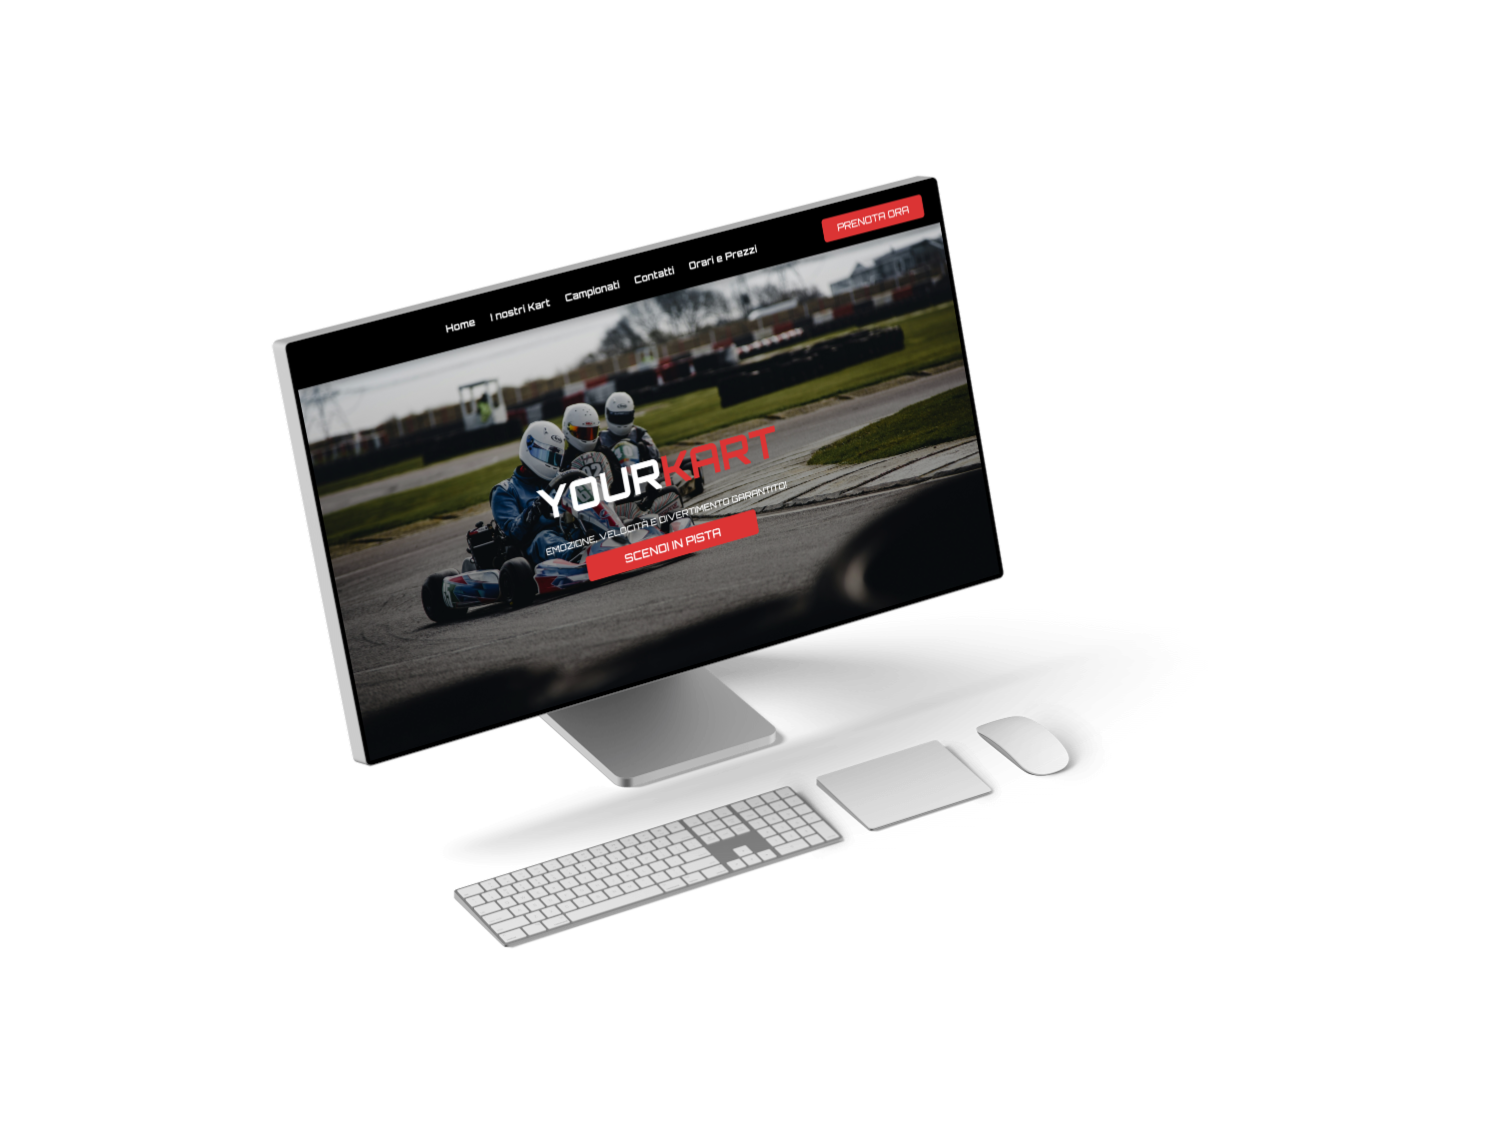 Home I nostri Kart Campionati Contatti Orari e Prezzi PRENOTA ORA
YOURKART
EMOZIONE, VELOCITÀ E DIVERTIMENTO GARANTITO!
SCENDI IN PISTA